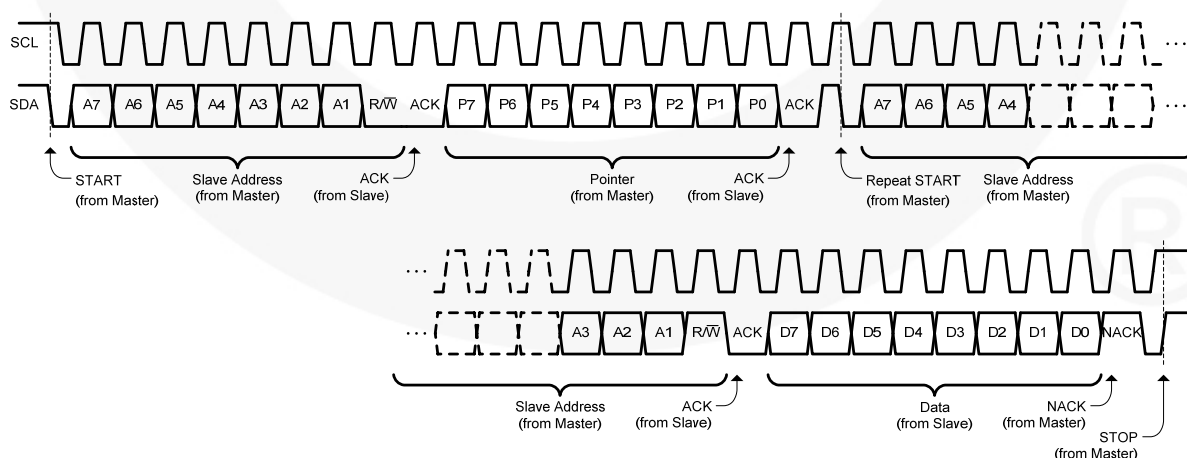 SCL
SDA A7 A6 A5 A4 A3 A2 A1 R/W̅ ACK P7 P6 P5 P4 P3 P2 P1 P0 ACK A7 A6 A5 A4 ...
START
(from Master)
Slave Address
(from Master)
ACK
(from Slave)
Pointer
(from Master)
ACK
(from Slave)
Repeat START
(from Master)
Slave Address
(from Master)
... A3 A2 A1 R/W̅ ACK D7 D6 D5 D4 D3 D2 D1 D0 NACK
Slave Address
(from Master)
ACK
(from Slave)
Data
(from Slave)
NACK
(from Master)
STOP
(from Master)
®